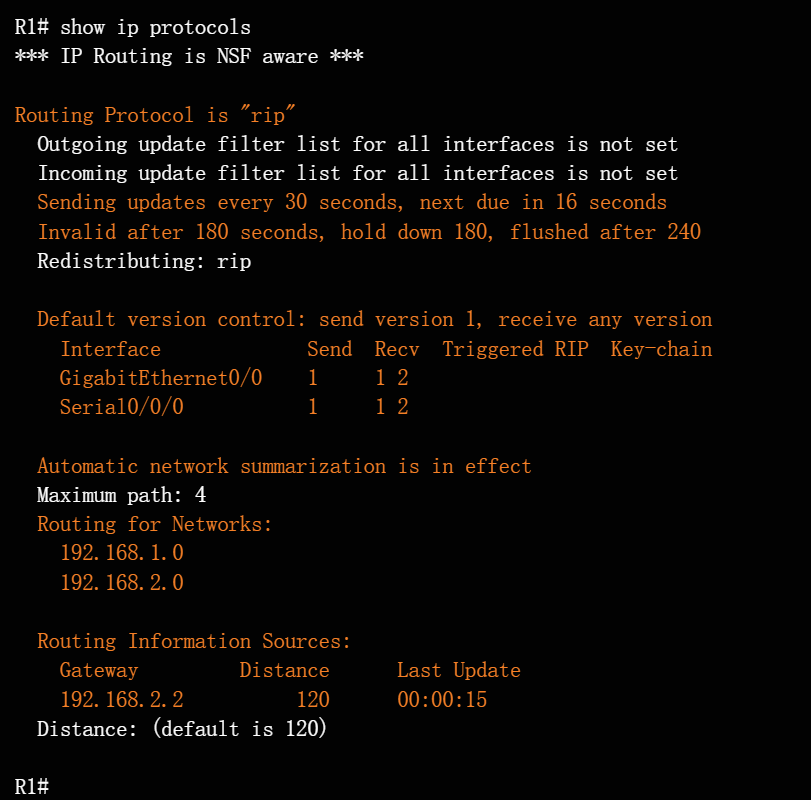 R1# show ip protocols
*** IP Routing is NSF aware ***
Routing Protocol is "rip"
Outgoing update filter list for all interfaces is not set
Incoming update filter list for all interfaces is not set
Sending updates every 30 seconds, next due in 16 seconds
Invalid after 180 seconds, hold down 180, flushed after 240
Redistributing: rip
Default version control: send version 1, receive any version
Interface Send Recv Triggered RIP Key-chain
GigabitEthernet0/0 1 1 2
Serial0/0/0 1 1 2
Automatic network summarization is in effect
Maximum path: 4
Routing for Networks:
192.168.1.0
192.168.2.0
Routing Information Sources:
Gateway Distance Last Update
192.168.2.2 120 00:00:15
Distance: (default is 120)
R1#